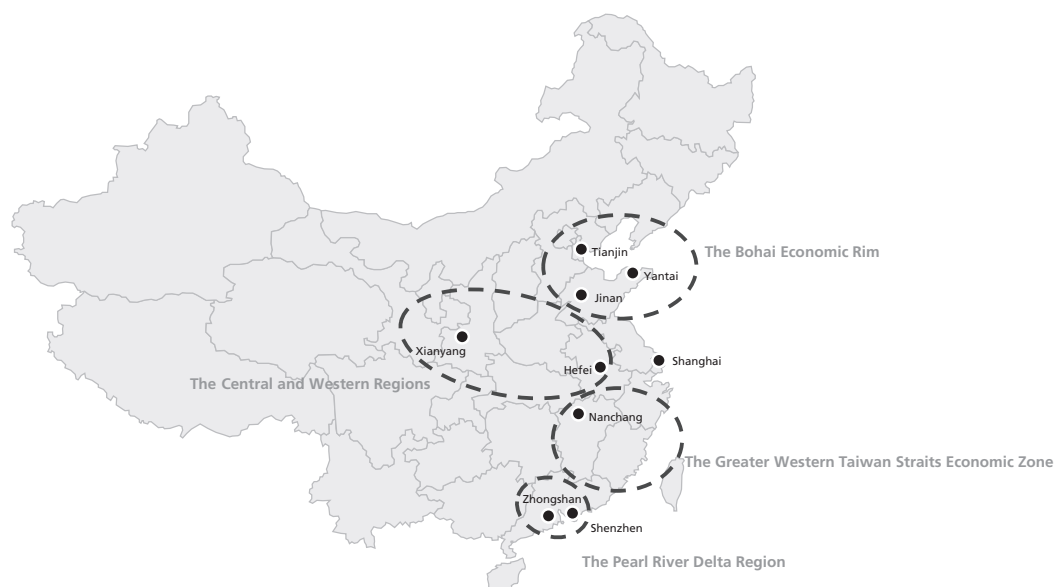 Tianjin
The Bohai Economic Rim
Yantai
Jinan
Xianyang
Shanghai
Hefei
The Central and Western Regions
Nanchang
The Greater Western Taiwan Straits Economic Zone
Zhongshan
Shenzhen
The Pearl River Delta Region